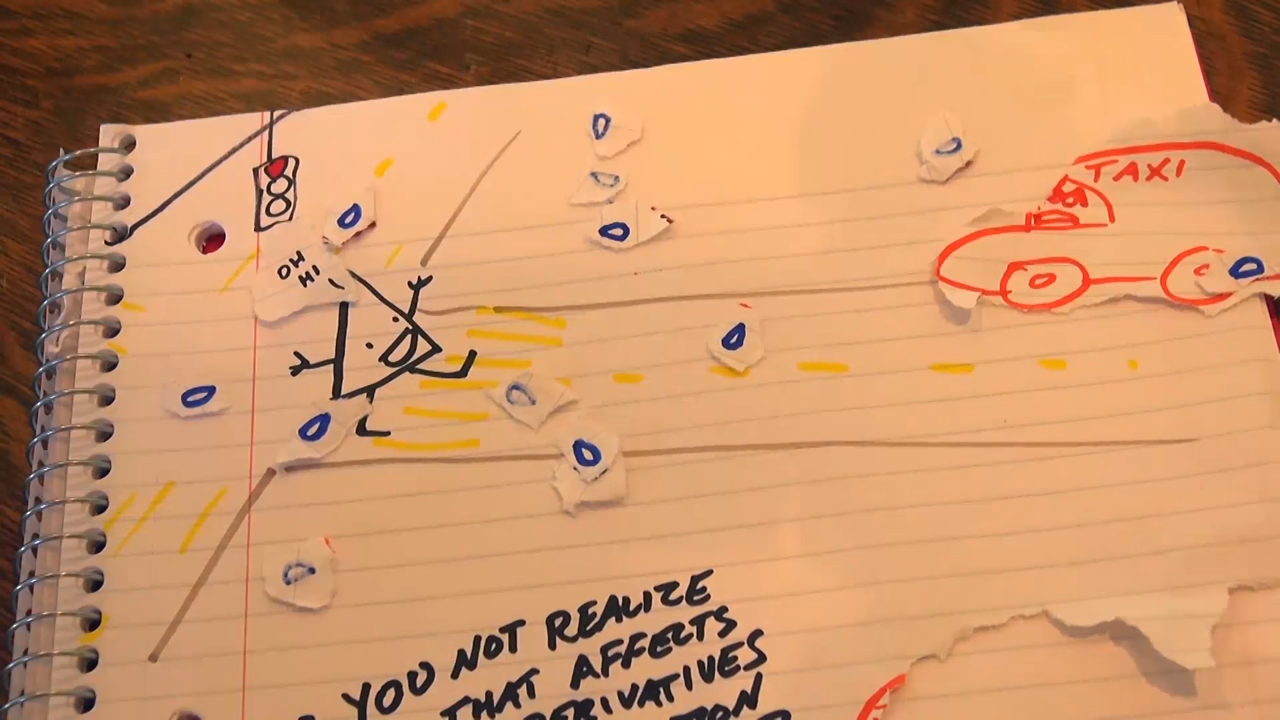 TAXI
OH
HI
YOU NOT REALIZE
THAT AFFECTS
DERIVATIVES